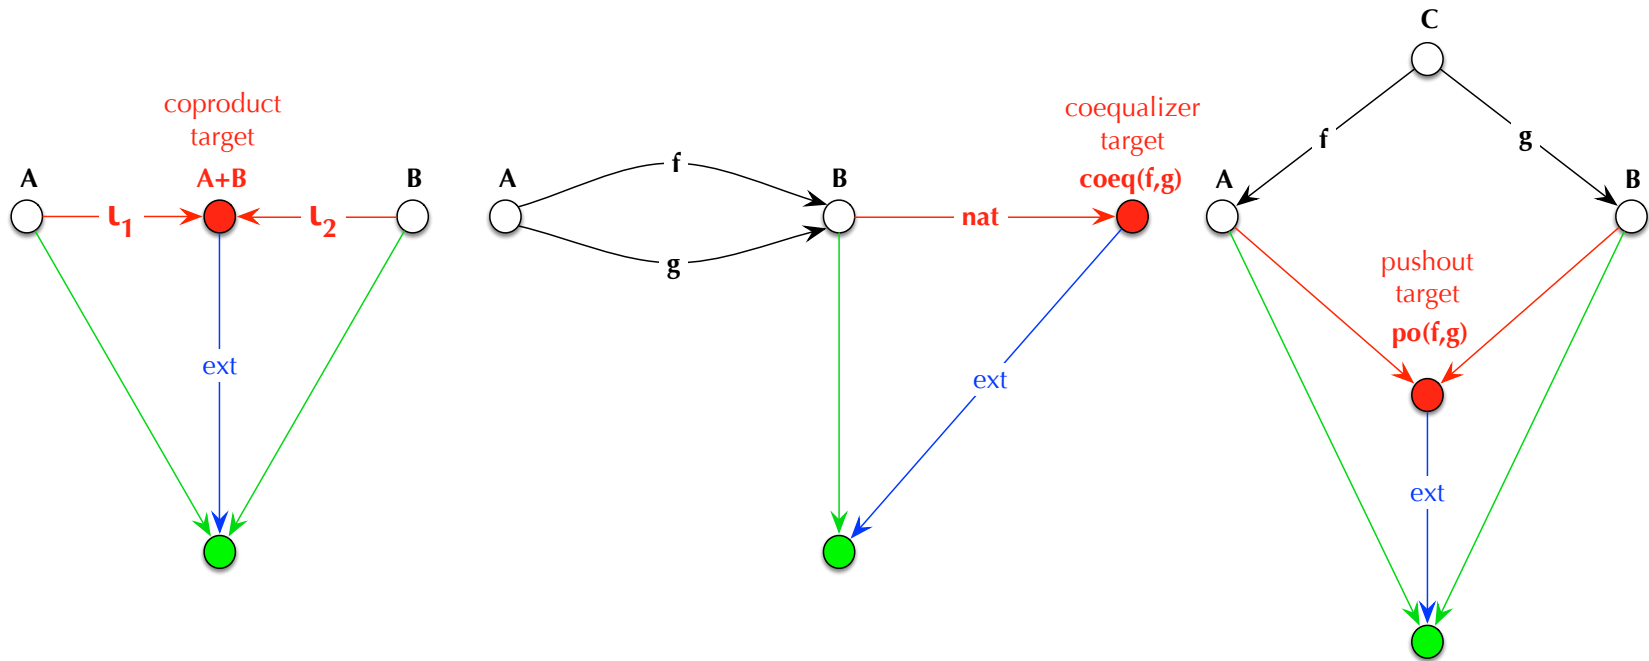 coproduct
target
A
A+B
B
ι1
ι2
ext
coequalizer
target
A
f
g
B
coeq(f,g)
nat
ext
C
f
g
A
B
pushout
target
po(f,g)
ext